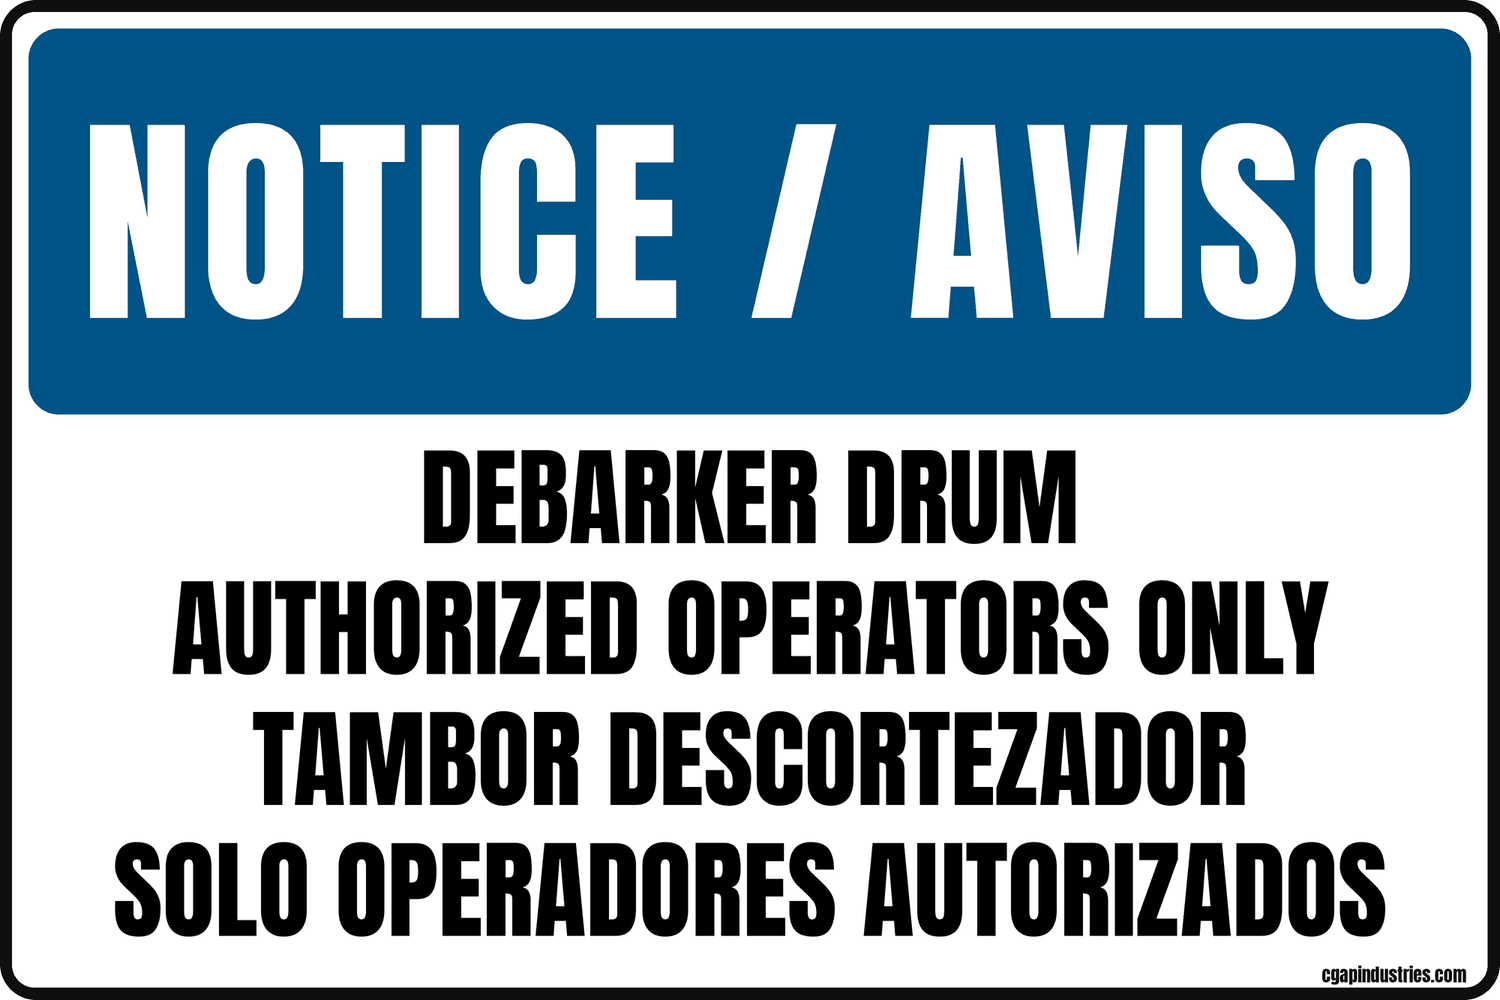 NOTICE / AVISO
DEBARKER DRUM
AUTHORIZED OPERATORS ONLY
TAMBOR DESCORTEZADOR
SOLO OPERADORES AUTORIZADOS
cgapindustries.com